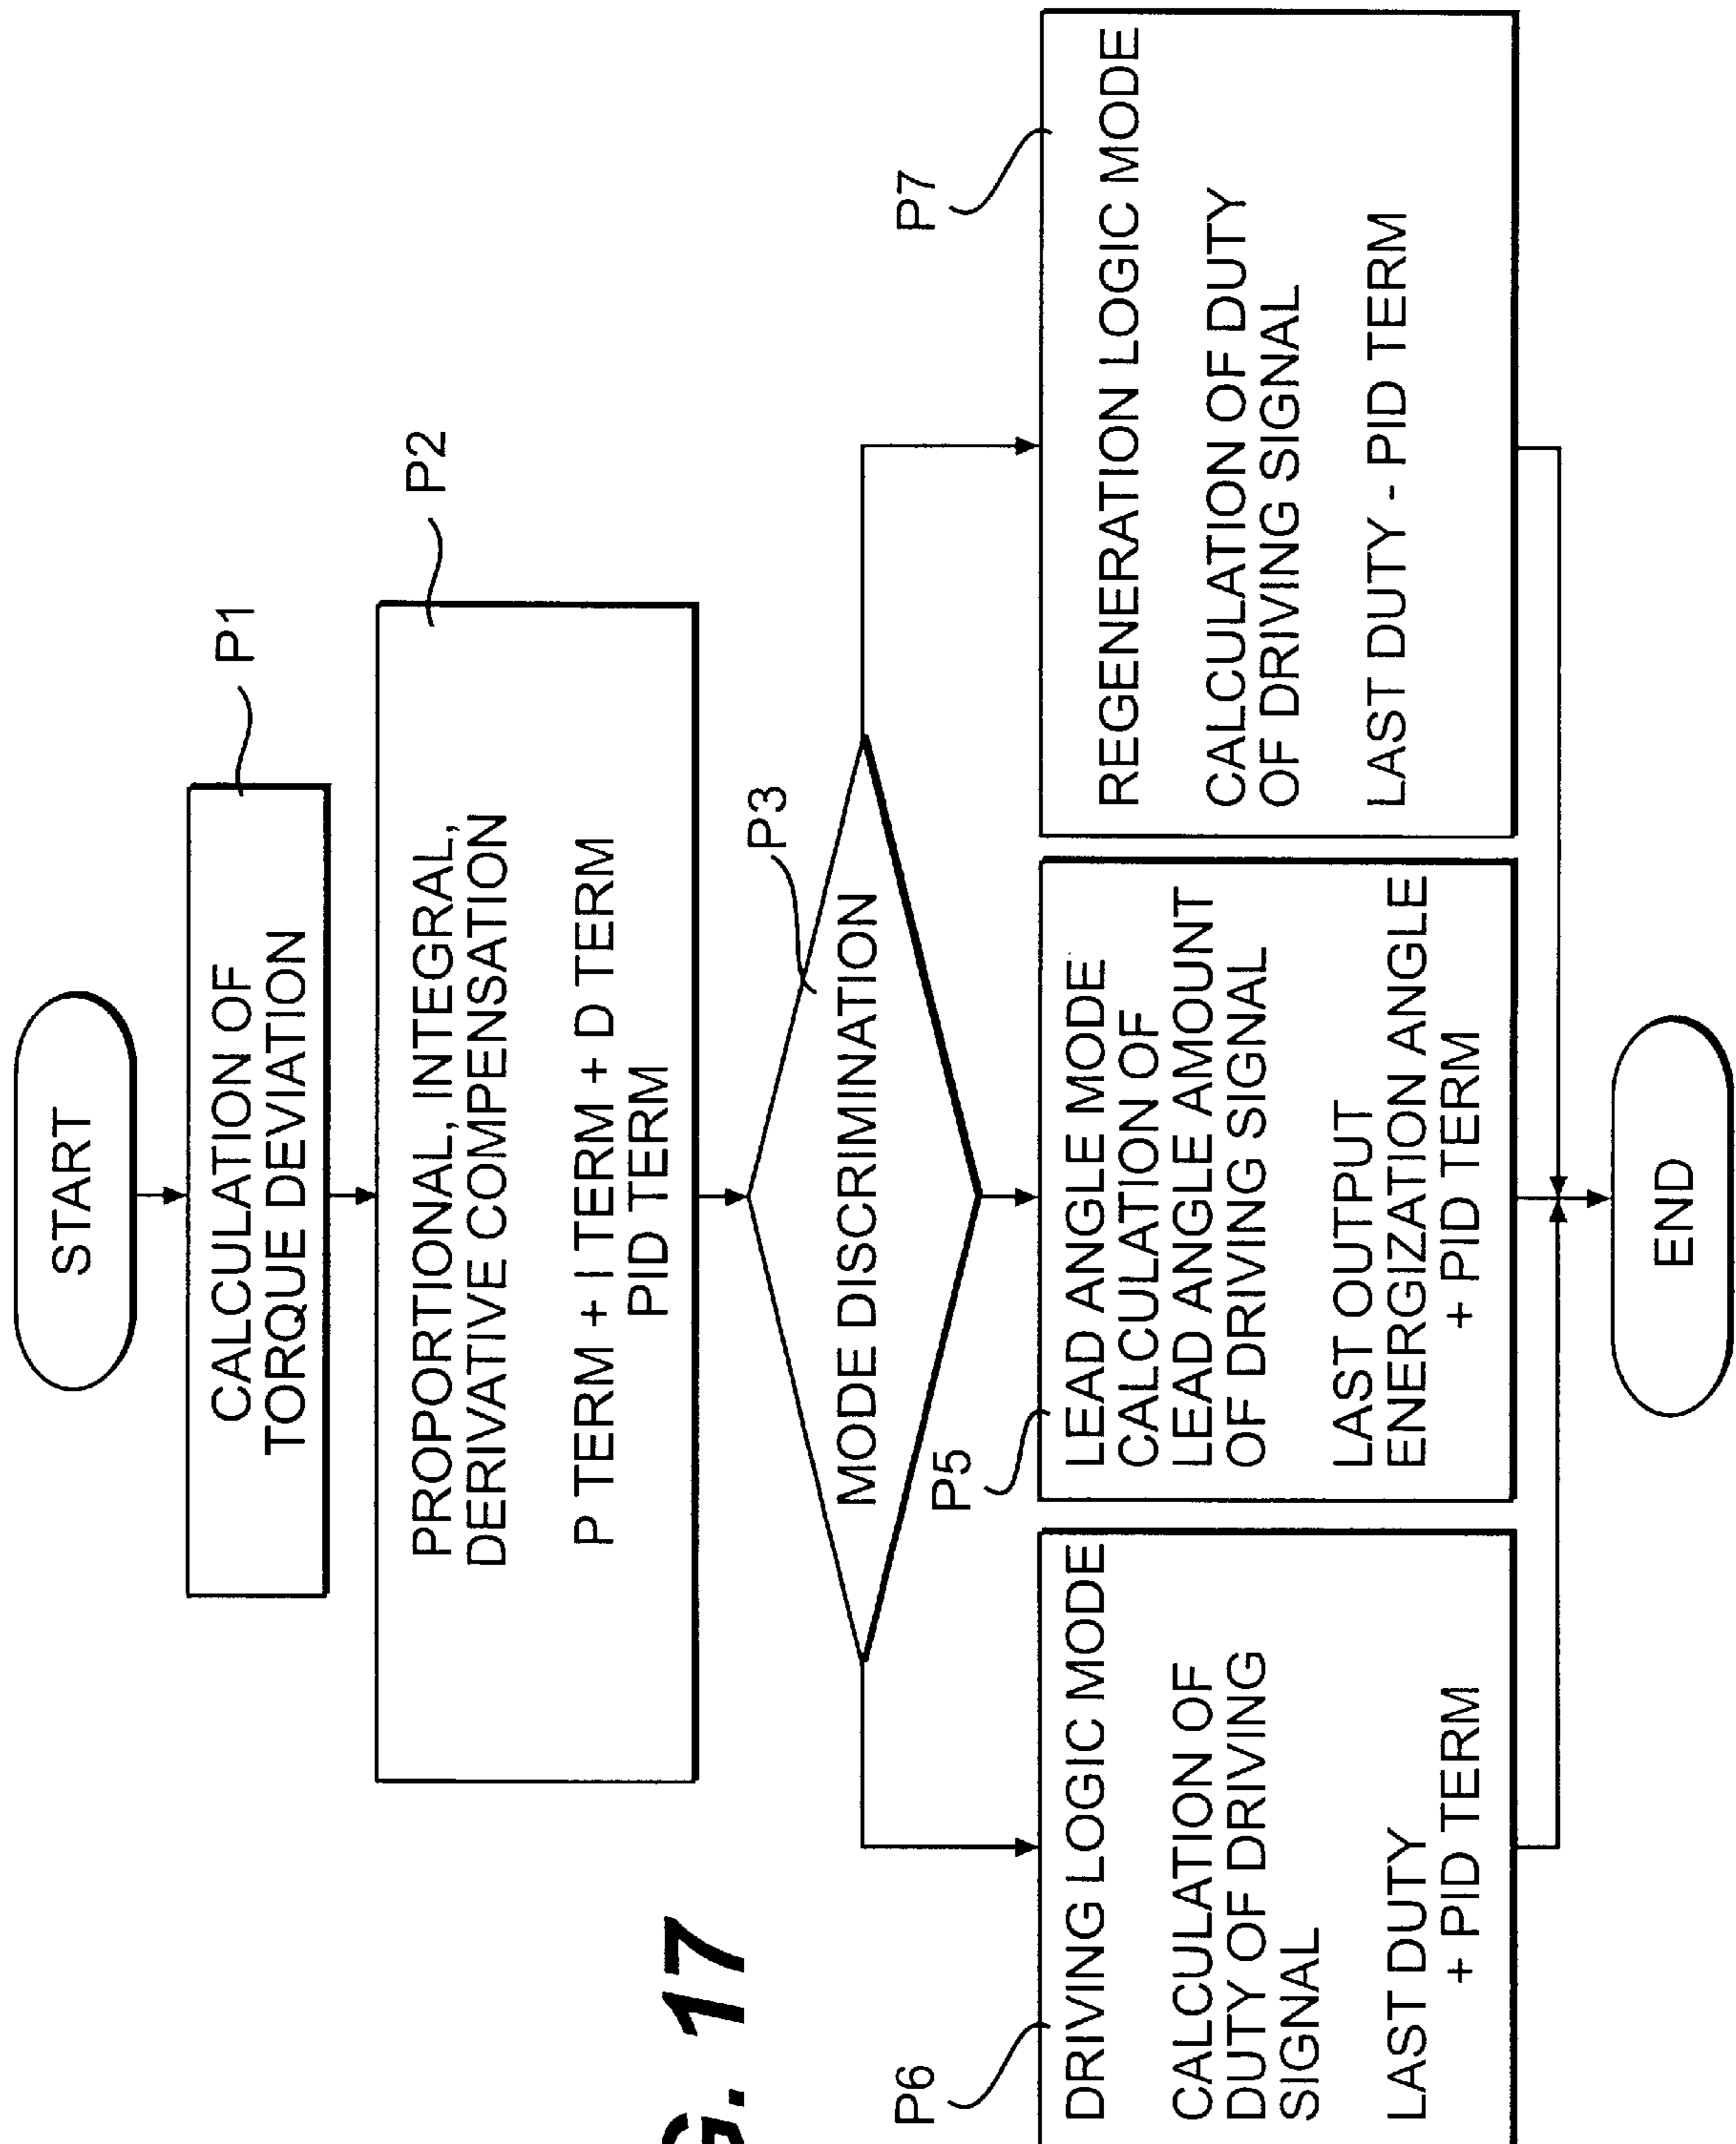 START
CALCULATION OF
TORQUE DEVIATION
P1
PROPORTIONAL, INTEGRAL,
DERIVATIVE COMPENSATION
P TERM + I TERM + D TERM
PID TERM
P2
MODE DISCRIMINATION
P3
P6
DRIVING LOGIC MODE
CALCULATION OF
DUTY OF DRIVING
SIGNAL
LAST DUTY
+ PID TERM
P5
LEAD ANGLE MODE
CALCULATION OF
LEAD ANGLE AMOUNT
OF DRIVING SIGNAL
LAST OUTPUT
ENERGIZATION ANGLE
+ PID TERM
P7
REGENERATION LOGIC MODE
CALCULATION OF DUTY
OF DRIVING SIGNAL
LAST DUTY - PID TERM
END
G. 17